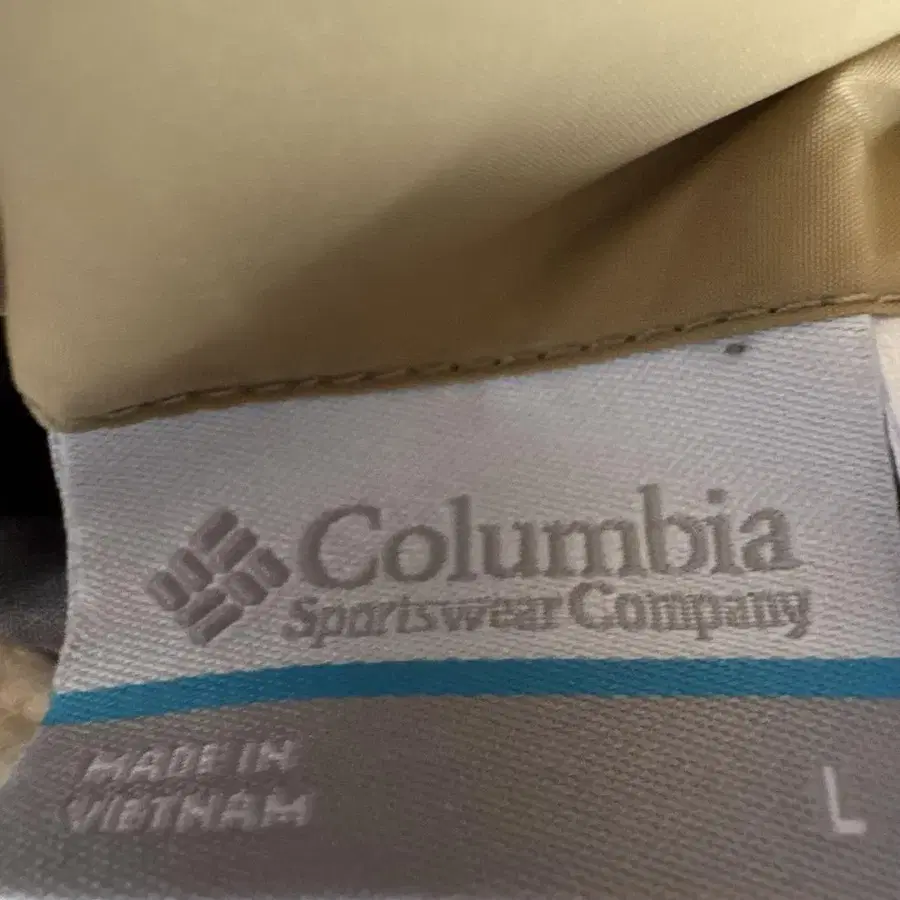 Columbia
Sportswear Company
MADE IN
VIETNAM
L